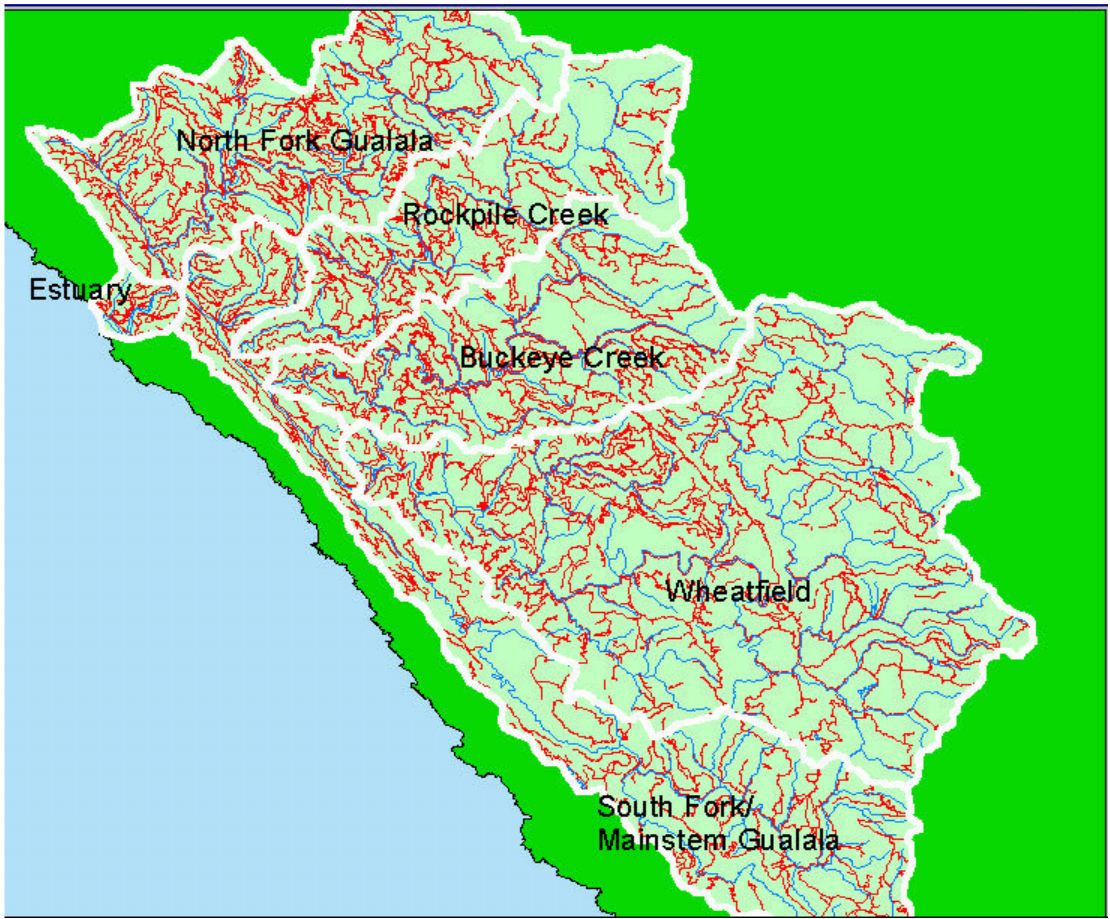 North Fork Gualala
Rockpile Creek
Estuary
Buckeye Creek
Wheatfield
South Fork/
Mainstem Gualala